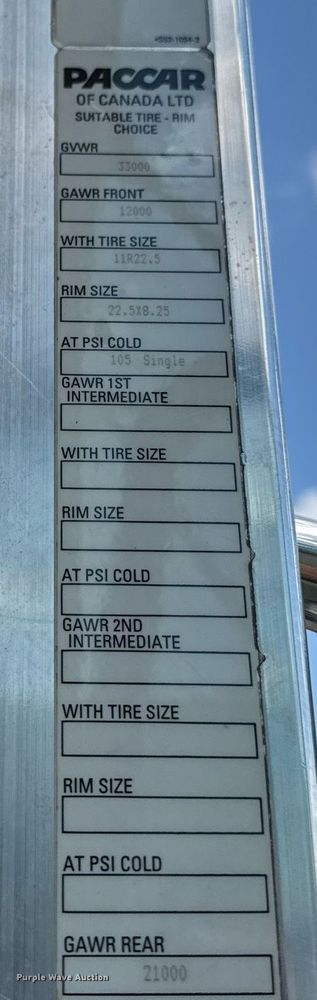 PACCAR
OF CANADA LTD
SUITABLE TIRE - RIM
CHOICE
GVWR
33000
GAWR FRONT
12000
WITH TIRE SIZE
11R22.5
RIM SIZE
22.5X8.25
AT PSI COLD
105 Single
GAWR 1ST
INTERMEDIATE
WITH TIRE SIZE
RIM SIZE
AT PSI COLD
GAWR 2ND
INTERMEDIATE
WITH TIRE SIZE
RIM SIZE
AT PSI COLD
GAWR REAR
21000
Purple Wave Auction